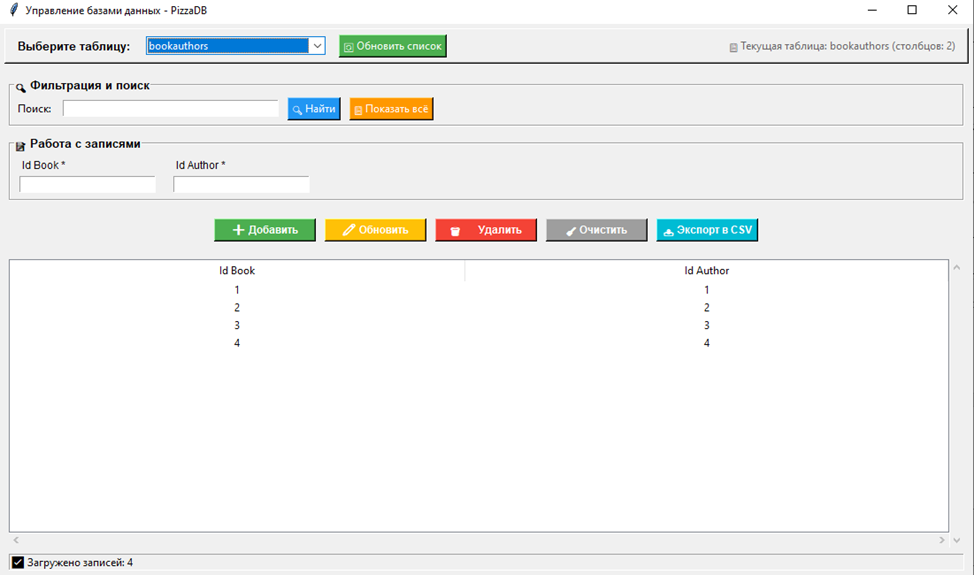 Управление базами данных - PizzaDB
Выберите таблицу: bookauthors Обновить список Текущая таблица: bookauthors (столбцов: 2)
Фильтрация и поиск
Поиск: Найти Показать всё
Работа с записями
Id Book * Id Author *
Добавить Обновить Удалить Очистить Экспорт в CSV
Id Book Id Author
1 1
2 2
3 3
4 4
Загружено записей: 4